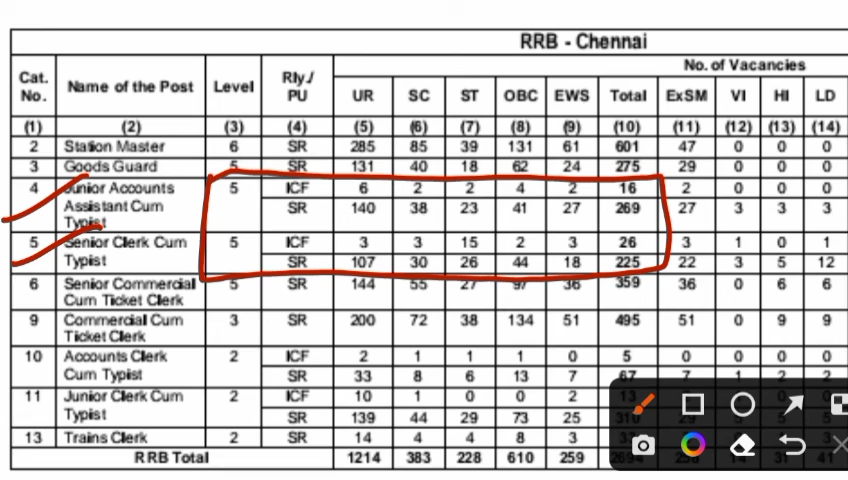 RRB - Chennai
Cat. No. Name of the Post Level Rly./ PU No. of Vacancies
UR SC ST OBC EWS Total ExSM VI HI LD
(1) (2) (3) (4) (5) (6) (7) (8) (9) (10) (11) (12) (13) (14)
2 Station Master 6 SR 285 85 39 131 61 601 47 0 0 0
3 Goods Guard 5 SR 131 40 18 62 24 275 29 0 0 0
4 Junior Accounts 5 ICF 6 2 2 4 2 16 2 0 0 0
Assistant Cum SR 140 38 23 41 27 269 27 3 3 3
Typist
5 Senior Clerk Cum 5 ICF 3 3 15 2 3 26 3 1 0 1
Typist SR 107 30 26 44 18 225 22 3 5 12
6 Senior Commercial 5 SR 144 55 27 97 36 359 36 0 6 6
Cum Ticket Clerk
9 Commercial Cum 3 SR 200 72 38 134 51 495 51 0 9 9
Ticket Clerk
10 Accounts Clerk 2 ICF 2 1 1 1 0 5 0 0 0 0
Cum Typist SR 33 8 6 13 7 67 7 1 2 2
11 Junior Clerk Cum 2 ICF 10 1 0 0 2 13
Typist SR 139 44 29 73 25 310
13 Trains Clerk 2 SR 14 4 4 8 3
RRB Total 1214 383 228 610 259 2694